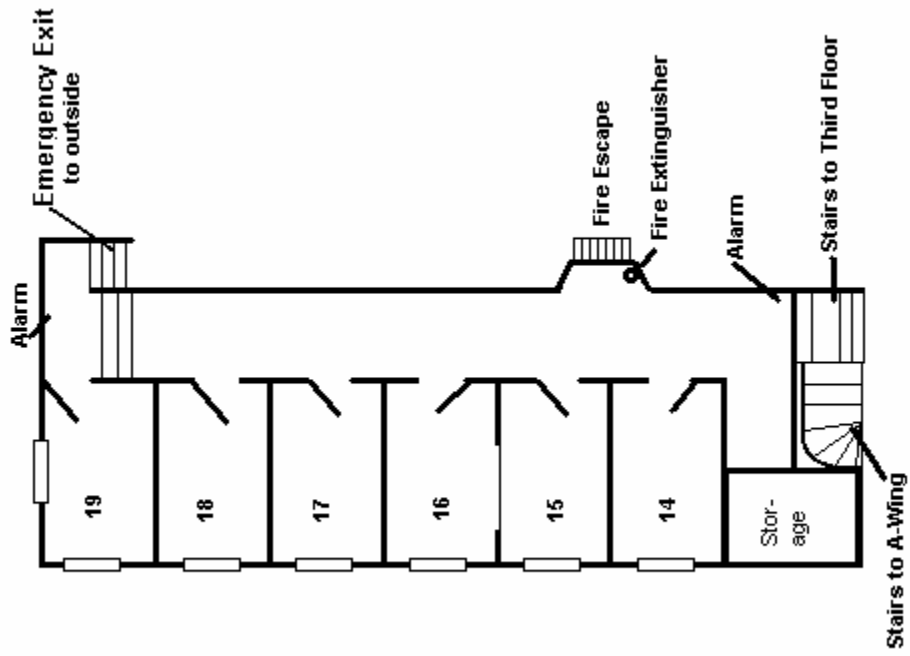 Emergency Exit
to outside
Alarm
Fire Escape
Fire Extinguisher
Alarm
Stairs to Third Floor
19
18
17
16
15
14
Stor-
age
Stairs to A-Wing